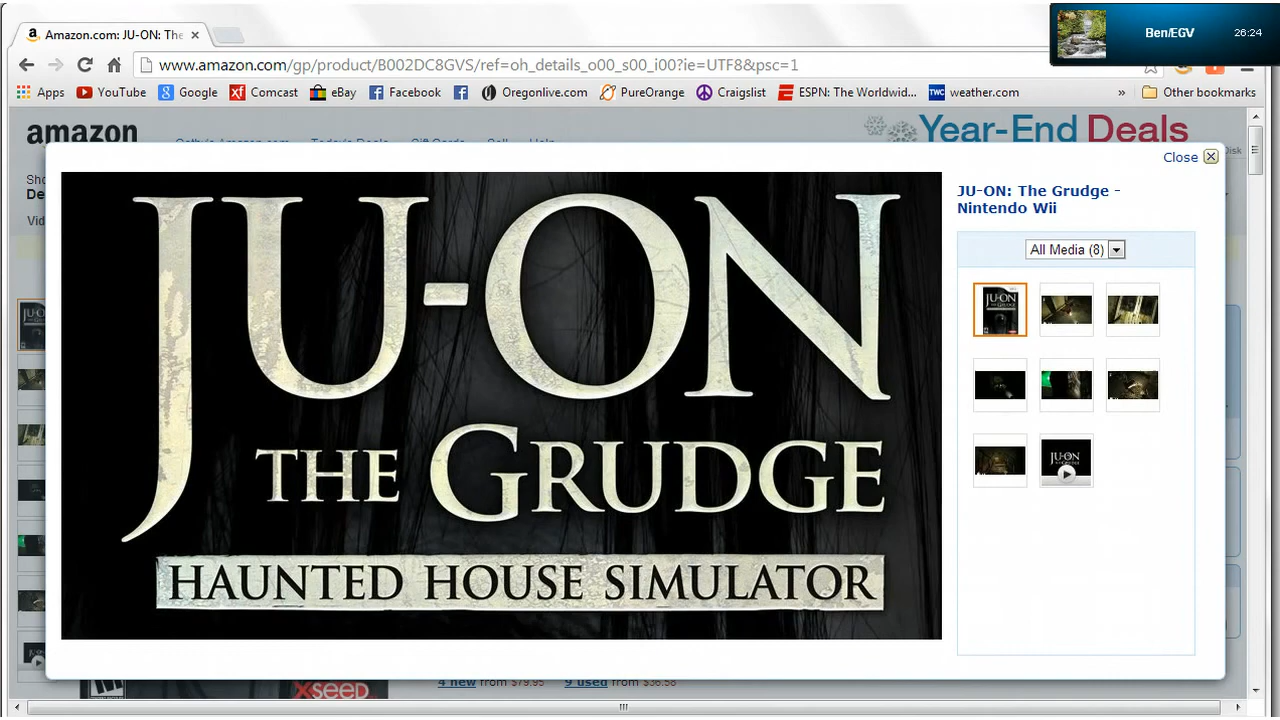 Amazon.com: JU-ON: The
Ben/EGV
26:24
www.amazon.com/gp/product/B002DC8GVS/ref=oh_details_o00_s00_i00?ie=UTF8&psc=1
Apps YouTube Google Comcast eBay Facebook Oregonlive.com PureOrange Craigslist ESPN: The Worldwid... weather.com » Other bookmarks
amazon
Year-End Deals
Close
JU-ON
THE GRUDGE
HAUNTED HOUSE SIMULATOR
JU-ON: The Grudge -
Nintendo Wii
All Media (8)
XSEED
4 new from $79.95 9 used from $36.58